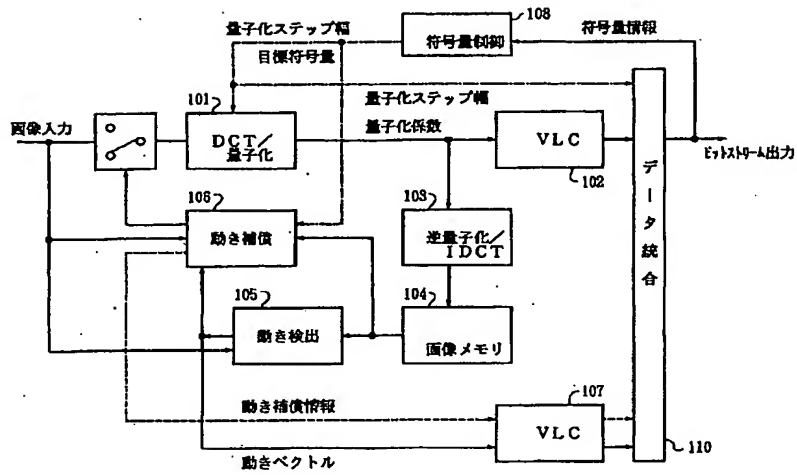 108
量子化ステップ幅
符号量制御
符号量情報
目標符号量
101
量子化ステップ幅
画像入力
DCT/
量子化
量子化係数
VLC
102
ビットストリーム出力
データ統合
106
動き補償
103
逆量子化/
IDCT
105
動き検出
104
画像メモリ
動き補償情報
107
VLC
動きベクトル
110